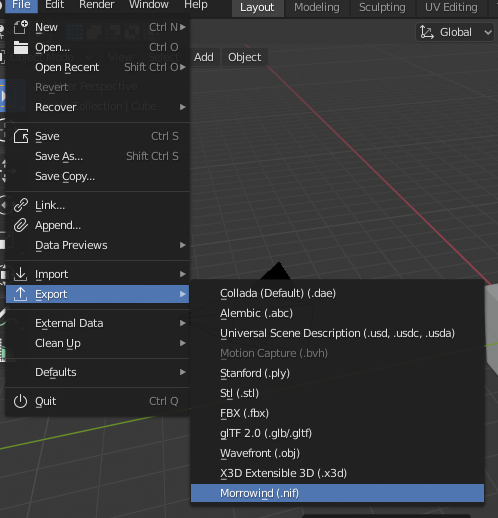 File Edit Render Window Help Layout Modeling Sculpting UV Editing
New Ctrl N
Global
Open... Ctrl O
Add Object
Open Recent Shift Ctrl O
Revert
Perspective
Recover
Collection | Cube
Save Ctrl S
Save As... Shift Ctrl S
Save Copy...
Link...
Append...
Data Previews
Import
Export
External Data
Clean Up
Defaults
Quit Ctrl Q
Collada (Default) (.dae)
Alembic (.abc)
Universal Scene Description (.usd, .usdc, .usda)
Motion Capture (.bvh)
Stanford (.ply)
Stl (.stl)
FBX (.fbx)
glTF 2.0 (.glb/.gltf)
Wavefront (.obj)
X3D Extensible 3D (.x3d)
Morrowind (.nif)